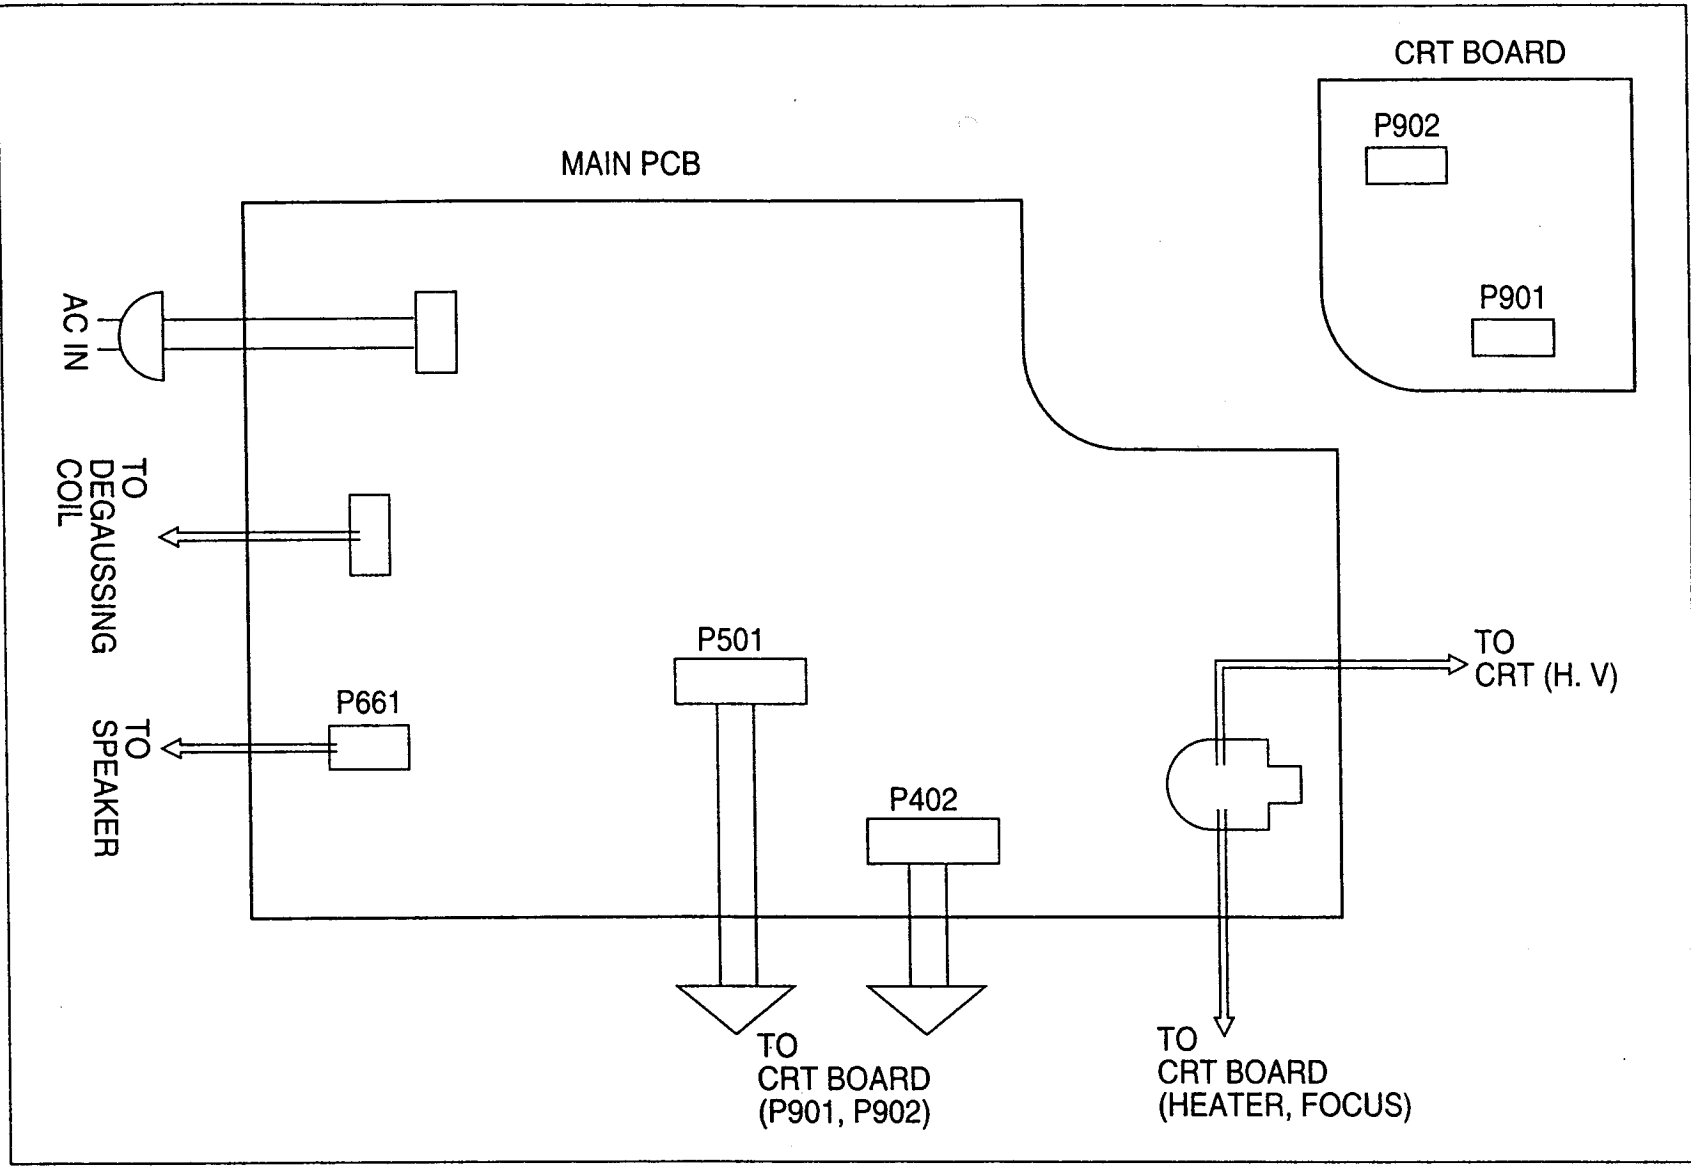 CRT BOARD
P902
P901
MAIN PCB
AC IN
TO
DEGAUSSING
COIL
P661
TO
SPEAKER
P501
P402
TO
CRT (H. V)
TO
CRT BOARD
(P901, P902)
TO
CRT BOARD
(HEATER, FOCUS)